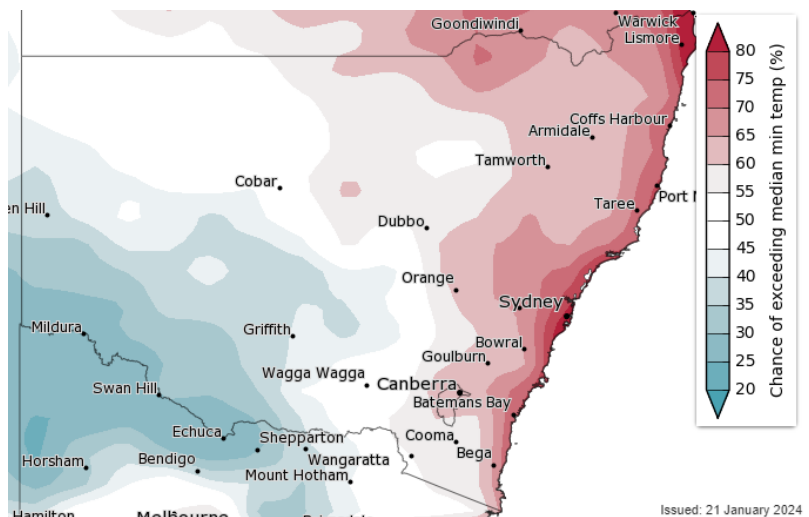 Goondiwindi
Warwick
Lismore
Coffs Harbour
Armidale
Tamworth
Cobar
en Hill
Taree
Port
Dubbo
Orange
Sydney
Mildura
Griffith
Bowral
Goulburn
Wagga Wagga
Canberra
Swan Hill
Batemans Bay
Echuca
Shepparton
Cooma
Horsham
Bendigo
Wangaratta
Bega
Mount Hotham
Hamilton
Melbourne
80
75
70
65
60
55
50
45
40
35
30
25
20
Chance of exceeding median min temp (%)
Issued: 21 January 2024